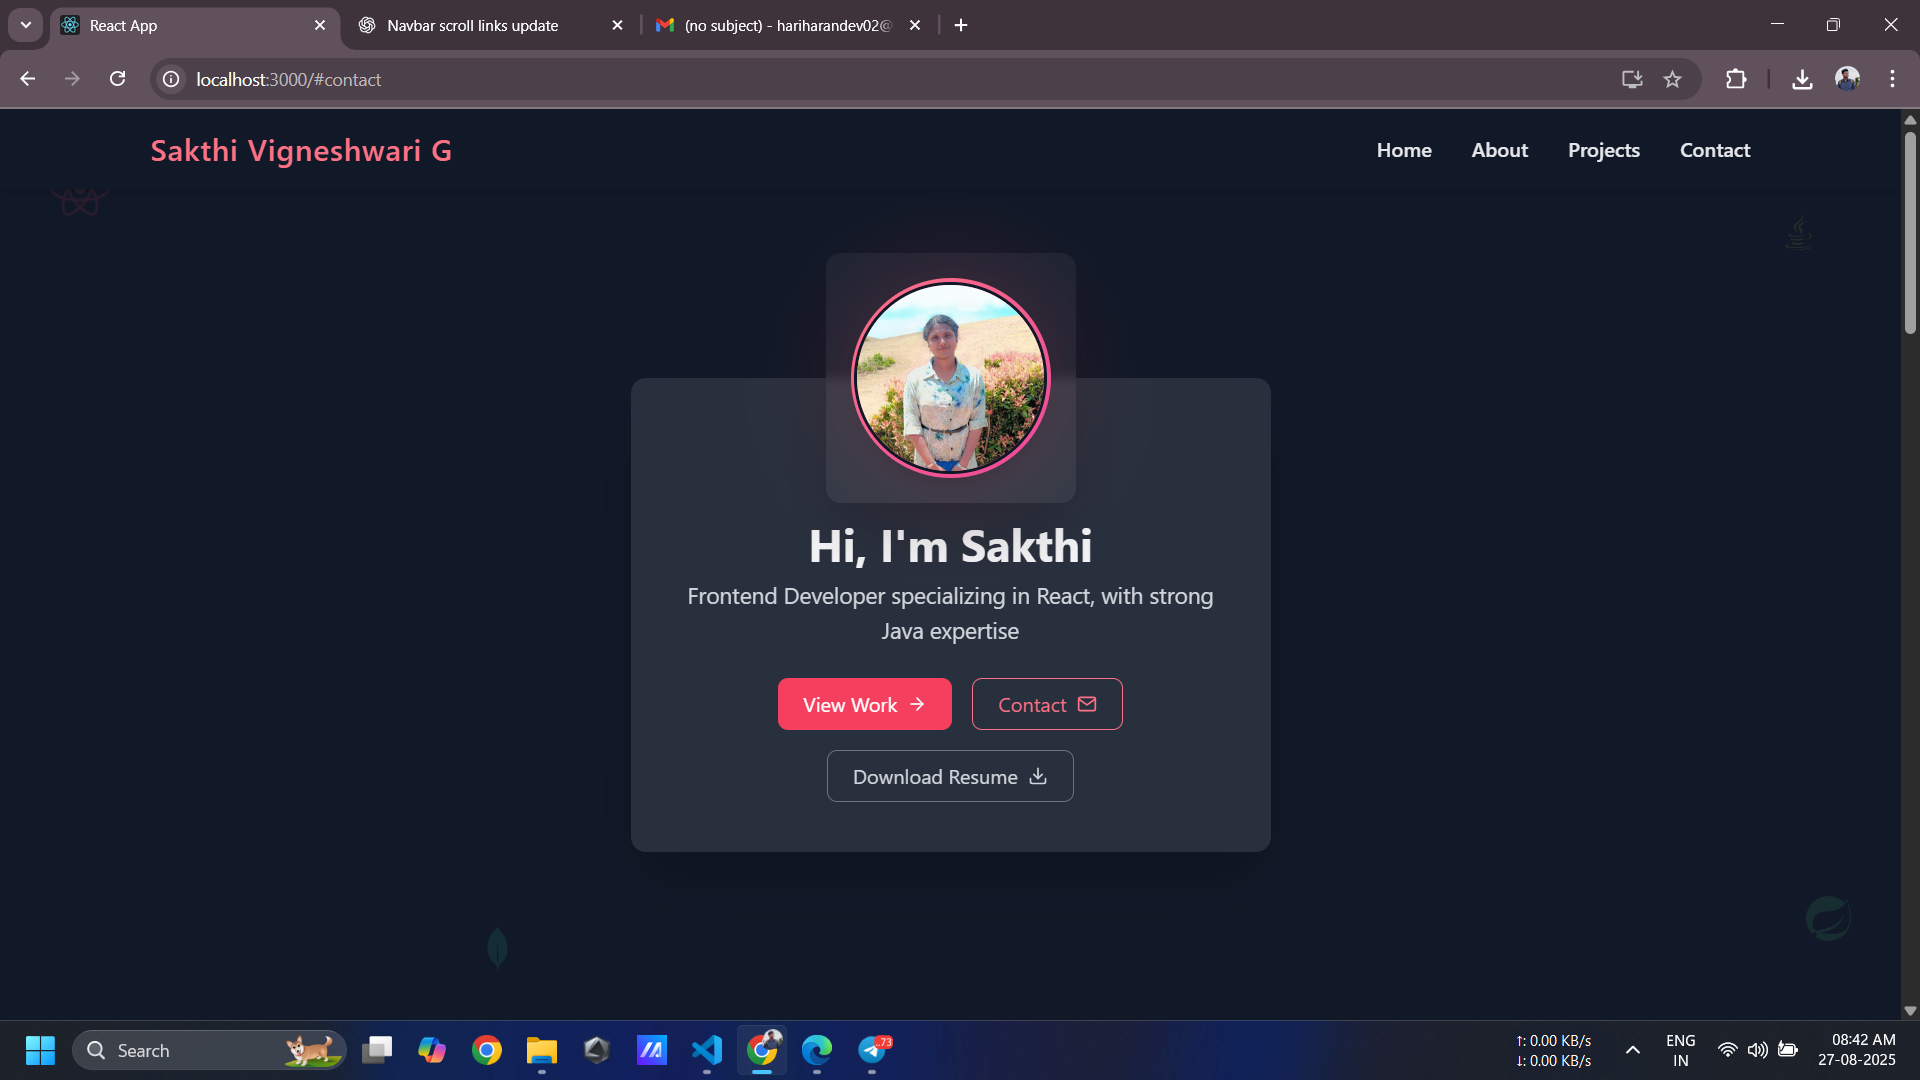 React App
Navbar scroll links update
(no subject) - hariharandev02@
localhost:3000/#contact
Sakthi Vigneshwari G
Home
About
Projects
Contact
Hi, I'm Sakthi
Frontend Developer specializing in React, with strong
Java expertise
View Work
Contact
Download Resume
Search
.73
↑: 0.00 KB/s
↓: 0.00 KB/s
ENG
IN
08:42 AM
27-08-2025